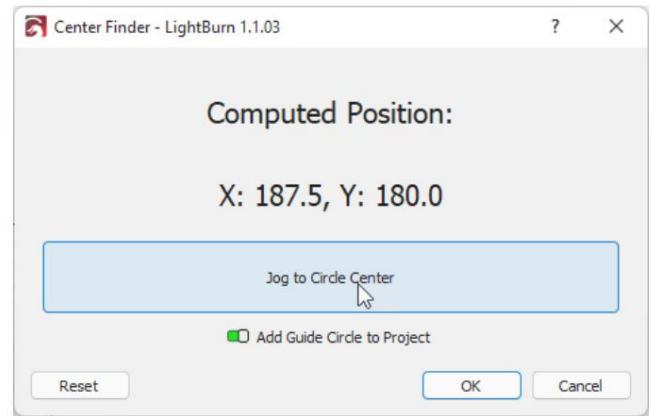 Center Finder - LightBurn 1.1.03
?
Computed Position:
X: 187.5, Y: 180.0
Jog to Circle Center
Add Guide Circle to Project
Reset
OK
Cancel